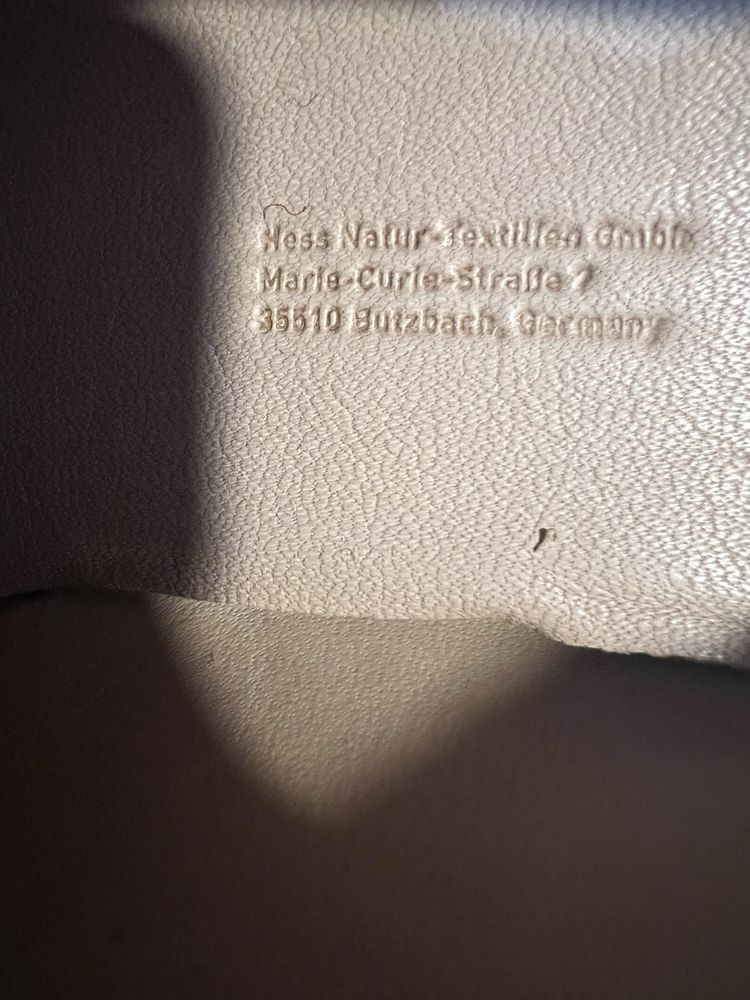 Hess Natur-Textilien GmbH
Marie-Curie-Straße 7
35510 Butzbach, Germany